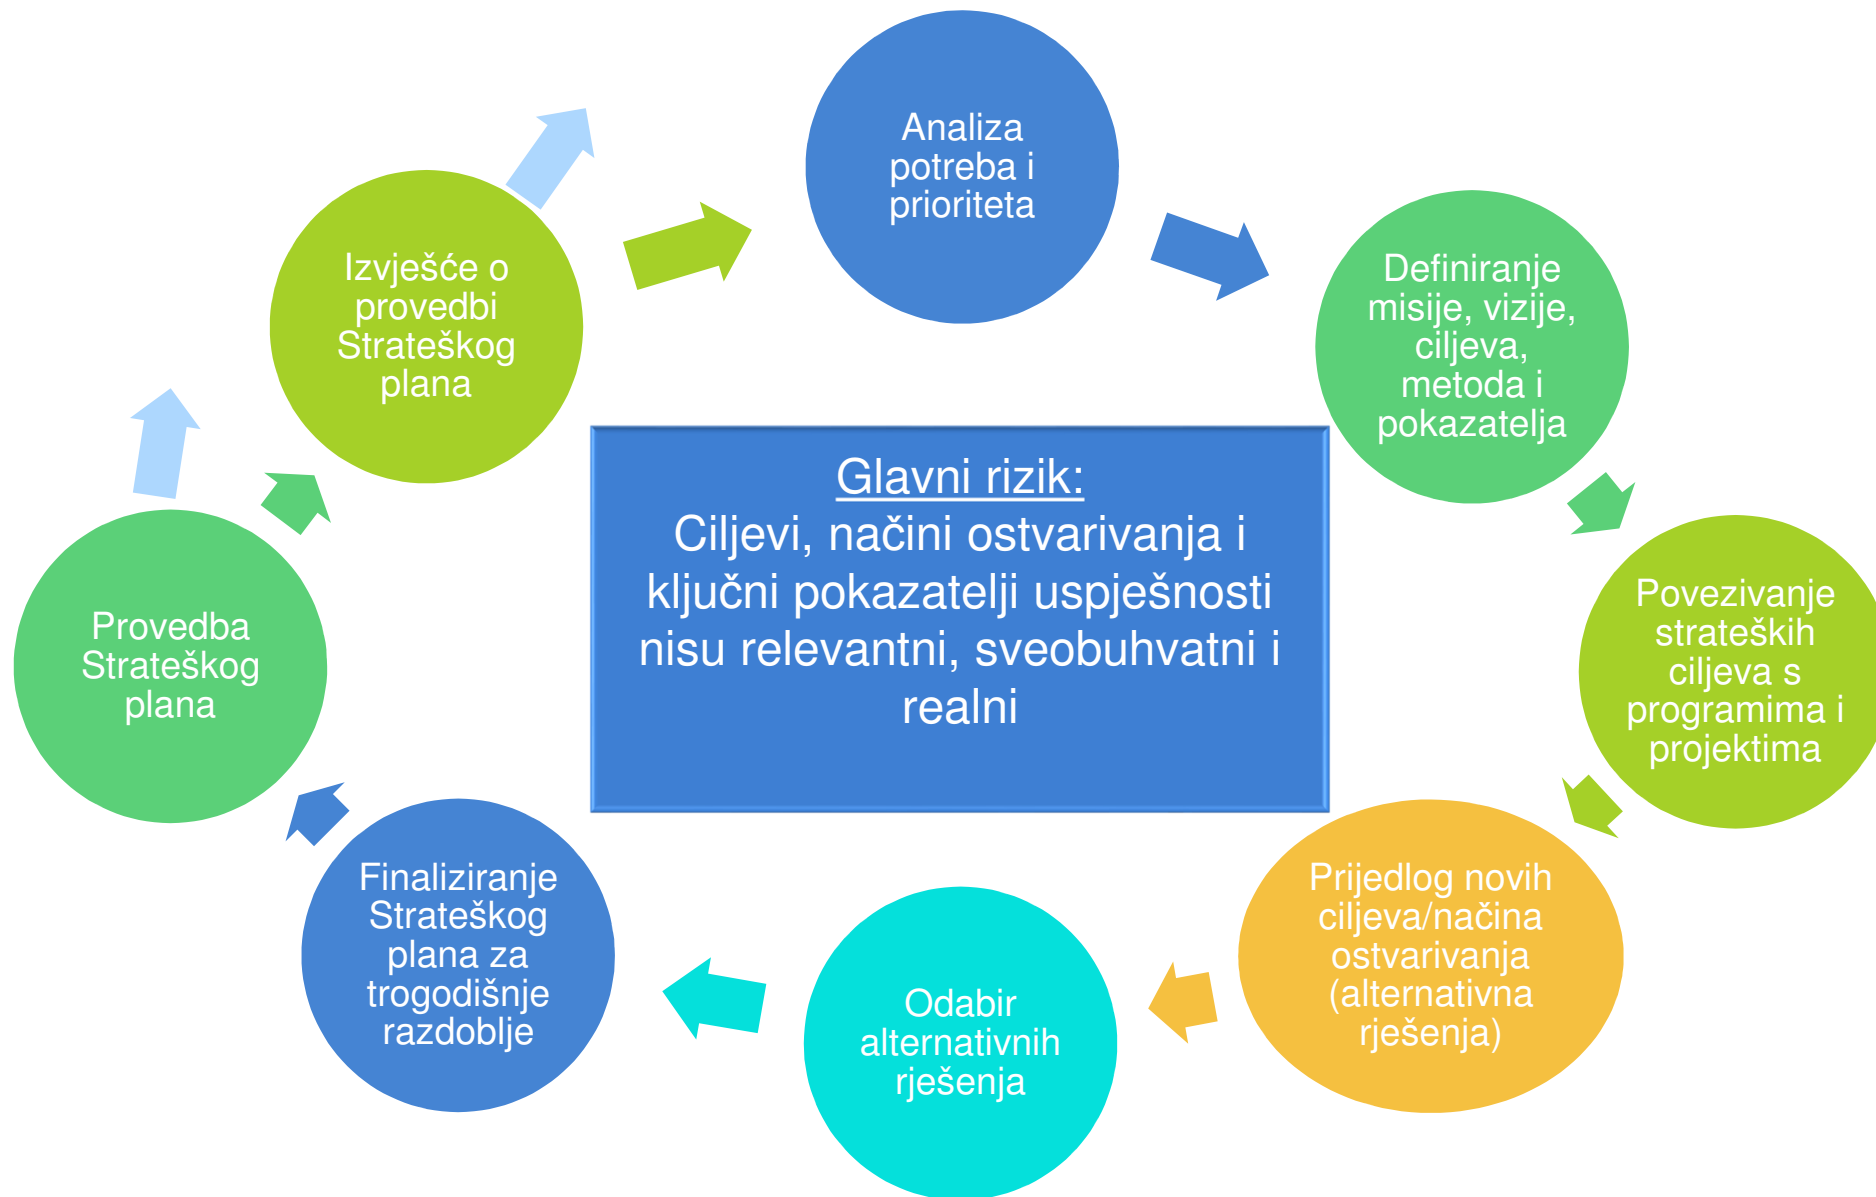 Analiza
potreba i
prioriteta
Definiranje
misije, vizije,
ciljeva,
metoda i
pokazatelja
Povezivanje
strateških
ciljeva s
programima i
projektima
Prijedlog novih
ciljeva/načina
ostvarivanja
(alternativna
rješenja)
Odabir
alternativnih
rješenja
Finaliziranje
Strateškog
plana za
trogodišnje
razdoblje
Provedba
Strateškog
plana
Izvješće o
provedbi
Strateškog
plana
Glavni rizik:
Ciljevi, načini ostvarivanja i
ključni pokazatelji uspješnosti
nisu relevantni, sveobuhvatni i
realni